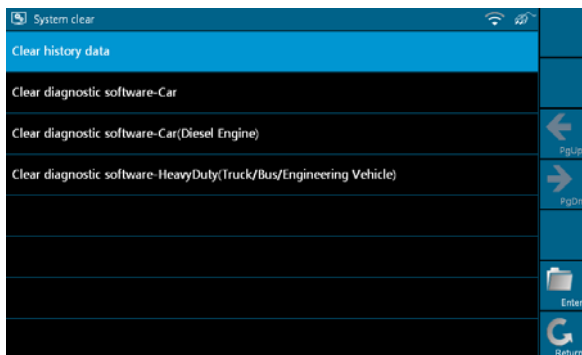 System clear
Clear history data
Clear diagnostic software-Car
Clear diagnostic software-Car(Diesel Engine)
Clear diagnostic software-HeavyDuty(Truck/Bus/Engineering Vehicle)
PgUp
PgDn
Enter
Return